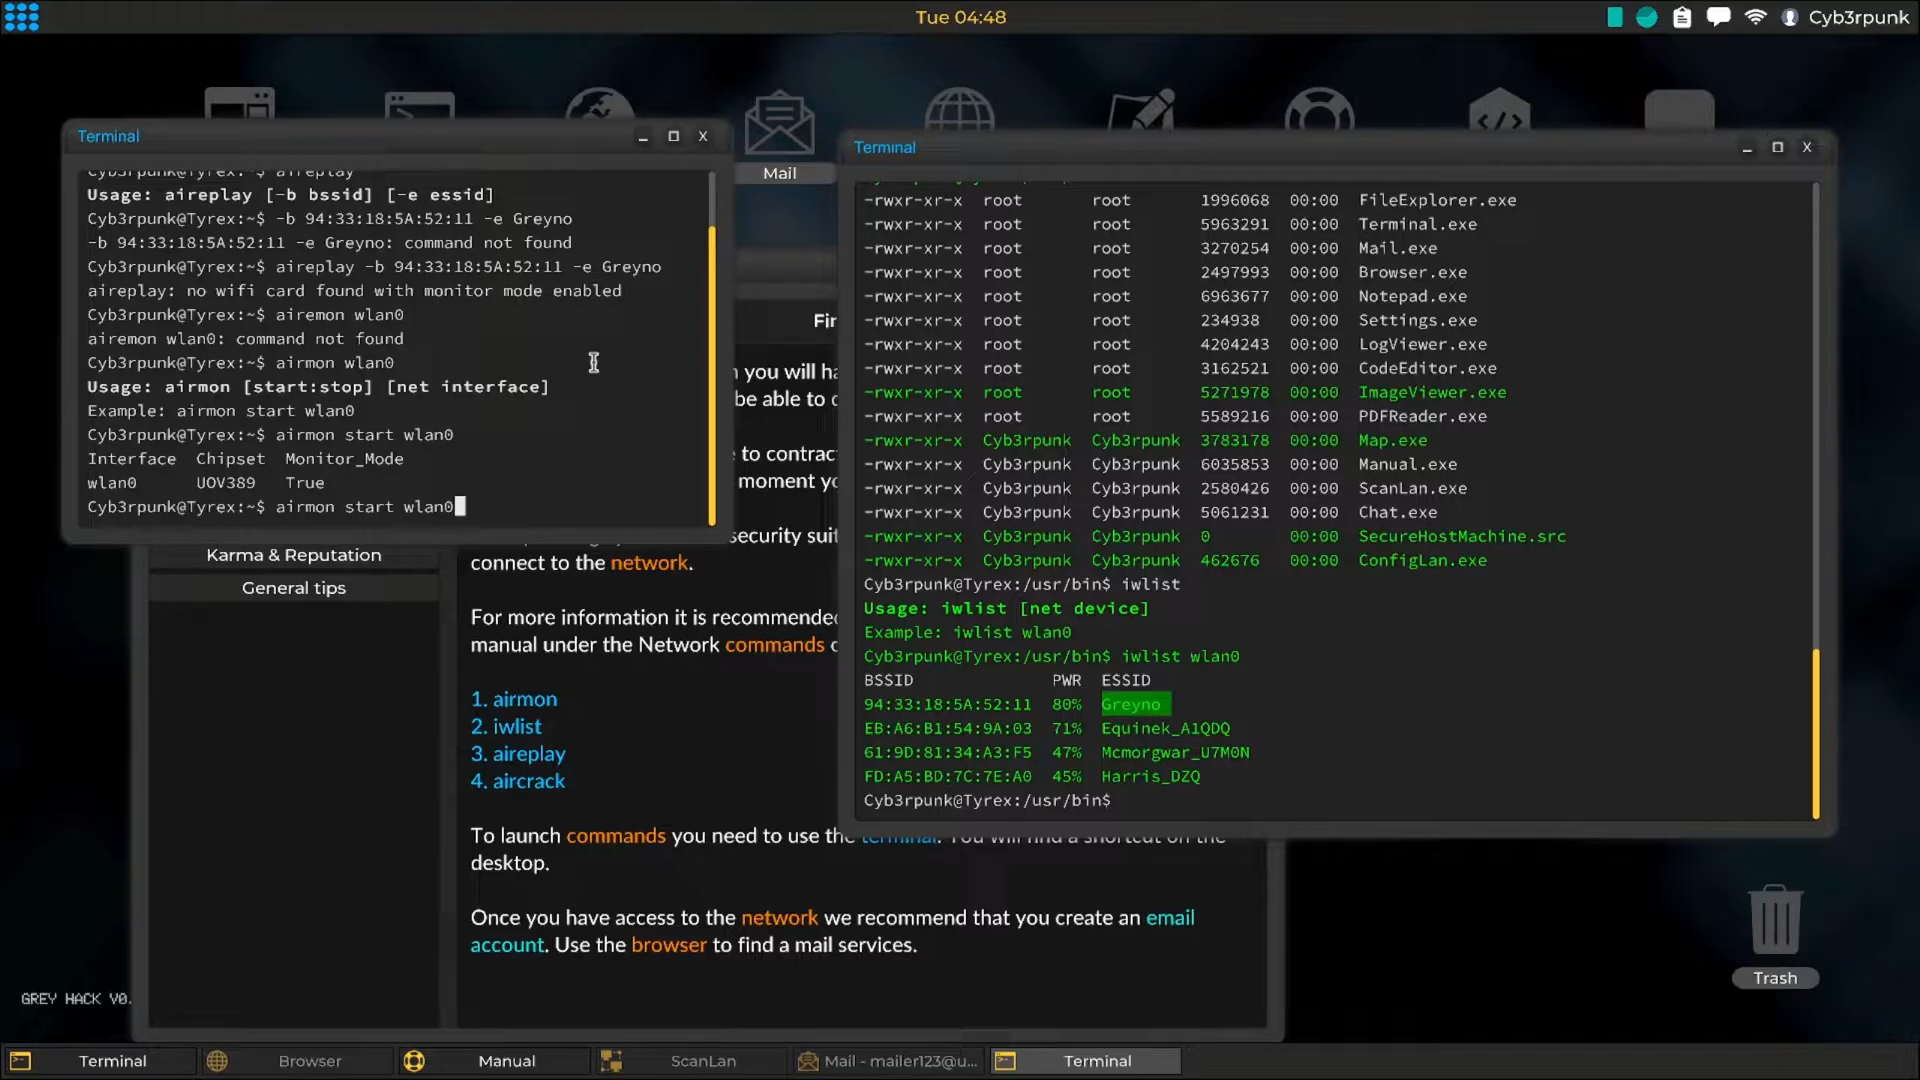 Tue 04:48
Cyb3rpunk
Mail
Terminal
Usage: aireplay [-b bssid] [-e essid]
Cyb3rpunk@Tyrex:~$ -b 94:33:18:5A:52:11 -e Greyno
-b 94:33:18:5A:52:11 -e Greyno: command not found
Cyb3rpunk@Tyrex:~$ aireplay -b 94:33:18:5A:52:11 -e Greyno
aireplay: no wifi card found with monitor mode enabled
Cyb3rpunk@Tyrex:~$ airemon wlan0
airemon wlan0: command not found
Cyb3rpunk@Tyrex:~$ airmon wlan0
Usage: airmon [start:stop] [net interface]
Example: airmon start wlan0
Cyb3rpunk@Tyrex:~$ airmon start wlan0
Interface Chipset Monitor_Mode
wlan0 UOV389 True
Cyb3rpunk@Tyrex:~$ airmon start wlan0
Terminal
-rwxr-xr-x root root 1996068 00:00 FileExplorer.exe
-rwxr-xr-x root root 5963291 00:00 Terminal.exe
-rwxr-xr-x root root 3270254 00:00 Mail.exe
-rwxr-xr-x root root 2497993 00:00 Browser.exe
-rwxr-xr-x root root 6963677 00:00 Notepad.exe
-rwxr-xr-x root root 234938 00:00 Settings.exe
-rwxr-xr-x root root 4204243 00:00 LogViewer.exe
-rwxr-xr-x root root 3162521 00:00 CodeEditor.exe
-rwxr-xr-x root root 5271978 00:00 ImageViewer.exe
-rwxr-xr-x root root 5589216 00:00 PDFReader.exe
-rwxr-xr-x Cyb3rpunk Cyb3rpunk 3783178 00:00 Map.exe
-rwxr-xr-x Cyb3rpunk Cyb3rpunk 6035853 00:00 Manual.exe
-rwxr-xr-x Cyb3rpunk Cyb3rpunk 2580426 00:00 ScanLan.exe
-rwxr-xr-x Cyb3rpunk Cyb3rpunk 5061231 00:00 Chat.exe
-rwxr-xr-x Cyb3rpunk Cyb3rpunk 0 00:00 SecureHostMachine.src
-rwxr-xr-x Cyb3rpunk Cyb3rpunk 462676 00:00 ConfigLan.exe
Cyb3rpunk@Tyrex:/usr/bin$ iwlist
Usage: iwlist [net device]
Example: iwlist wlan0
Cyb3rpunk@Tyrex:/usr/bin$ iwlist wlan0
BSSID PWR ESSID
94:33:18:5A:52:11 80% Greyno
EB:A6:B1:54:9A:03 71% Equinek_A1QDQ
61:9D:81:34:A3:F5 47% Mcmorgwar_U7M0N
FD:A5:BD:7C:7E:A0 45% Harris_DZQ
Cyb3rpunk@Tyrex:/usr/bin$
Karma & Reputation
General tips
you will
be able to
to
moment
security
connect to the network.
For more information it is recommended
manual under the Network commands
1. airmon
2. iwlist
3. aireplay
4. aircrack
To launch commands you need to use the terminal. You will find a shortcut on the
desktop.
Once you have access to the network we recommend that you create an email
account. Use the browser to find a mail services.
Trash
GREY HACK V0.
Terminal
Browser
Manual
ScanLan
Mail - mailer123@u...
Terminal